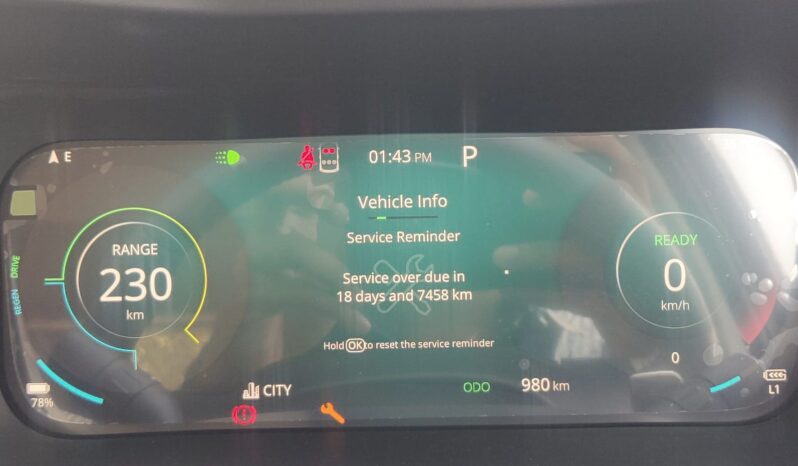 E
01:43 PM
P
Vehicle Info
Service Reminder
Service over due in
18 days and 7458 km
Hold OK to reset the service reminder
DRIVE
REGEN
RANGE
230
km
78%
CITY
ODO 980 km
READY
0
km/h
0
L1